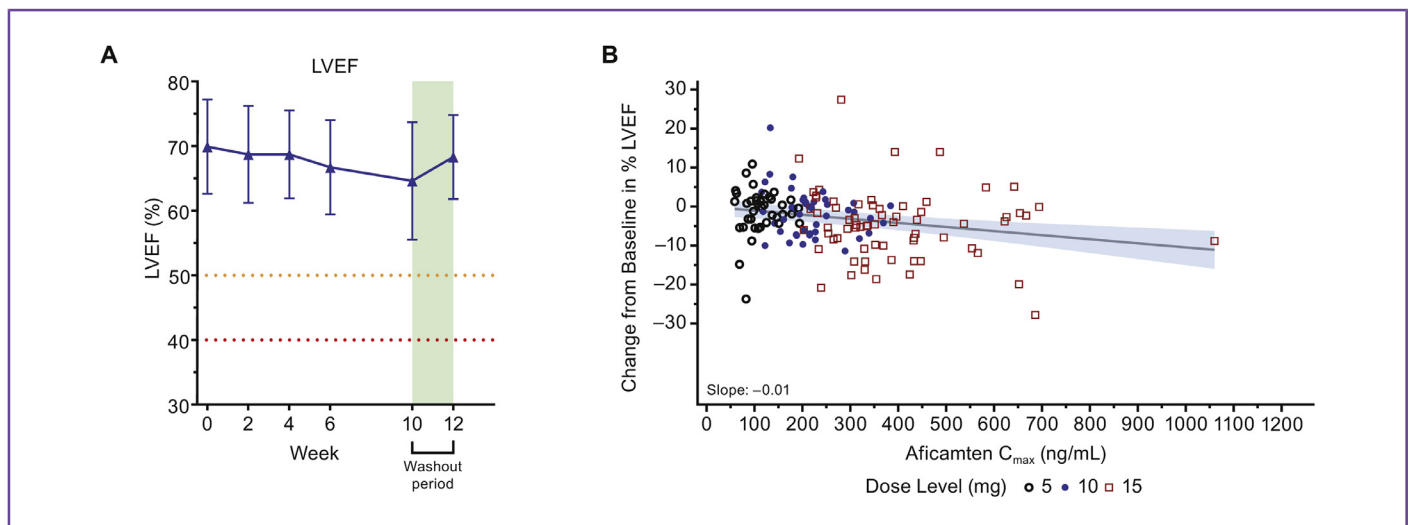 A
LVEF
80
70
60
50
40
30
LVEF (%)
0 2 4 6 10 12
Week
Washout
period
B
30
20
10
0
–10
–20
–30
Change from Baseline in % LVEF
Slope: –0.01
0 100 200 300 400 500 600 700 800 900 1000 1100 1200
Aficamten Cmax (ng/mL)
Dose Level (mg) 5 10 15